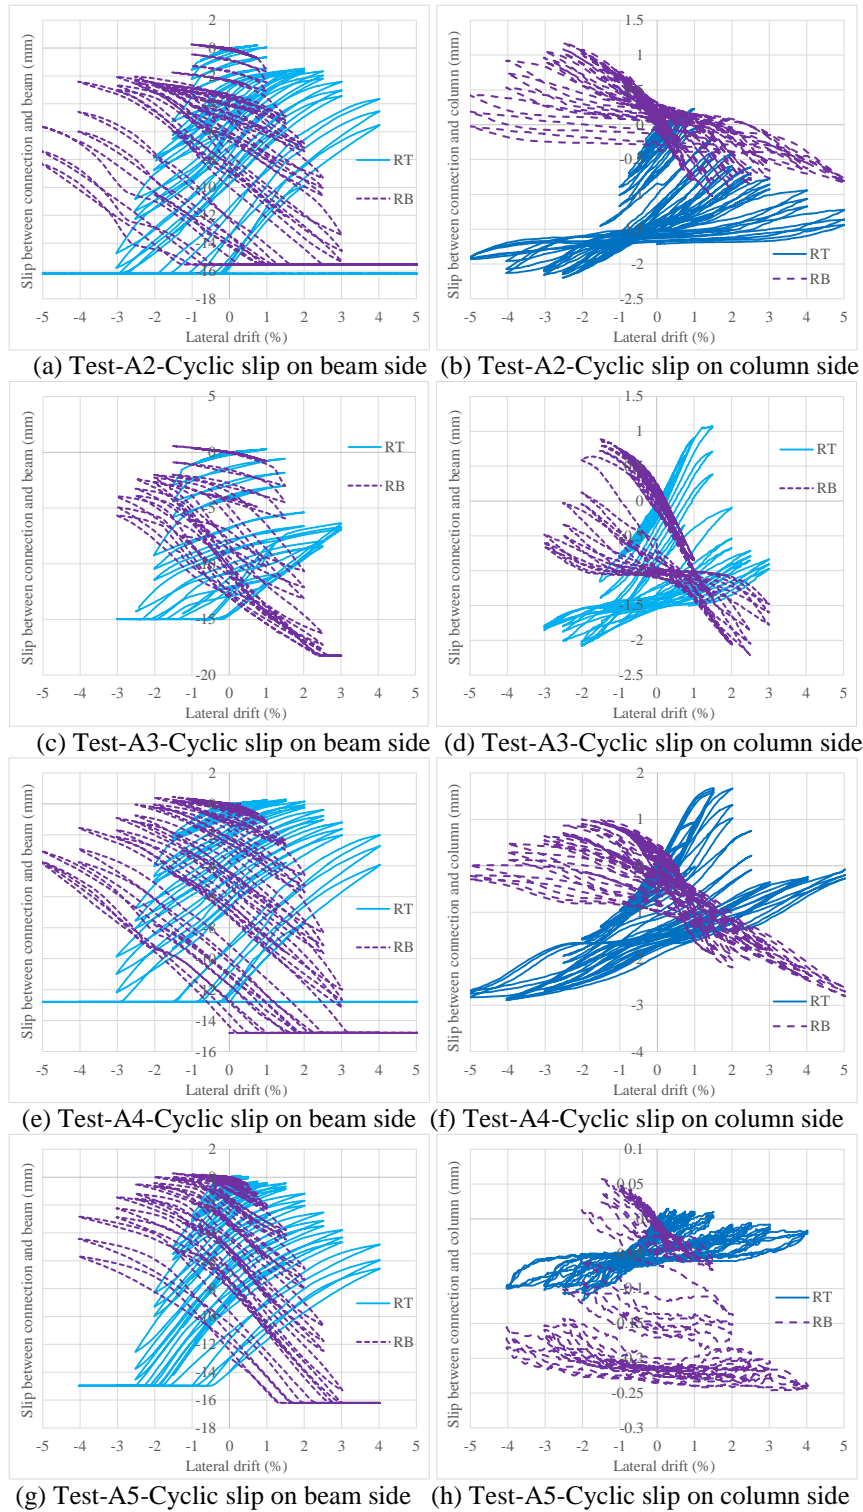 2
0
-2
-4
-6
-8
-10
-12
-14
-16
-18
-5 -4 -3 -2 -1 0 1 2 3 4 5
Slip between connection and beam (mm)
Lateral drift (%)
RT
RB
1.5
1
0.5
0
-0.5
-1
-1.5
-2
-2.5
-5 -4 -3 -2 -1 0 1 2 3 4 5
Slip between connection and column (mm)
Lateral drift (%)
RT
RB
(a) Test-A2-Cyclic slip on beam side (b) Test-A2-Cyclic slip on column side
5
0
-5
-10
-15
-20
-5 -4 -3 -2 -1 0 1 2 3 4 5
Slip between connection and beam (mm)
Lateral drift (%)
RT
RB
1.5
1
0.5
0
-0.5
-1
-1.5
-2
-2.5
-5 -4 -3 -2 -1 0 1 2 3 4 5
Slip between connection and beam (mm)
Lateral drift (%)
RT
RB
(c) Test-A3-Cyclic slip on beam side (d) Test-A3-Cyclic slip on column side
2
0
-2
-4
-6
-8
-10
-12
-14
-16
-5 -4 -3 -2 -1 0 1 2 3 4 5
Slip between connection and beam (mm)
Lateral drift (%)
RT
RB
2
1
0
-1
-2
-3
-4
-5 -4 -3 -2 -1 0 1 2 3 4 5
Slip between connection and column (mm)
Lateral drift (%)
RT
RB
(e) Test-A4-Cyclic slip on beam side (f) Test-A4-Cyclic slip on column side
2
0
-2
-4
-6
-8
-10
-12
-14
-16
-18
-5 -4 -3 -2 -1 0 1 2 3 4 5
Slip between connection and beam (mm)
Lateral drift (%)
RT
RB
0.1
0.05
0
-0.05
-0.1
-0.15
-0.2
-0.25
-0.3
-5 -4 -3 -2 -1 0 1 2 3 4 5
Slip between connection and column (mm)
Lateral drift (%)
RT
RB
(g) Test-A5-Cyclic slip on beam side (h) Test-A5-Cyclic slip on column side